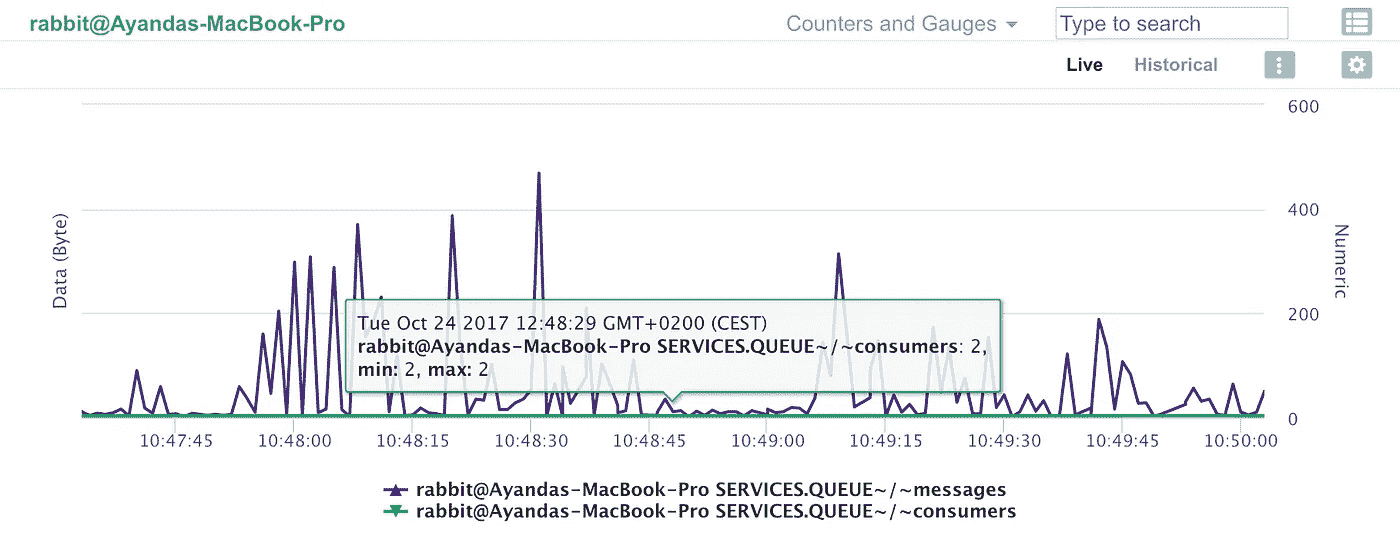 rabbit@Ayandas-MacBook-Pro
Counters and Gauges
Type to search
Live
Historical
600
400
200
0
Data (Byte)
Numeric
Tue Oct 24 2017 12:48:29 GMT+0200 (CEST)
rabbit@Ayandas-MacBook-Pro SERVICES.QUEUE~/~consumers: 2,
min: 2, max: 2
10:47:45 10:48:00 10:48:15 10:48:30 10:48:45 10:49:00 10:49:15 10:49:30 10:49:45 10:50:00
rabbit@Ayandas-MacBook-Pro SERVICES.QUEUE~/~messages
rabbit@Ayandas-MacBook-Pro SERVICES.QUEUE~/~consumers